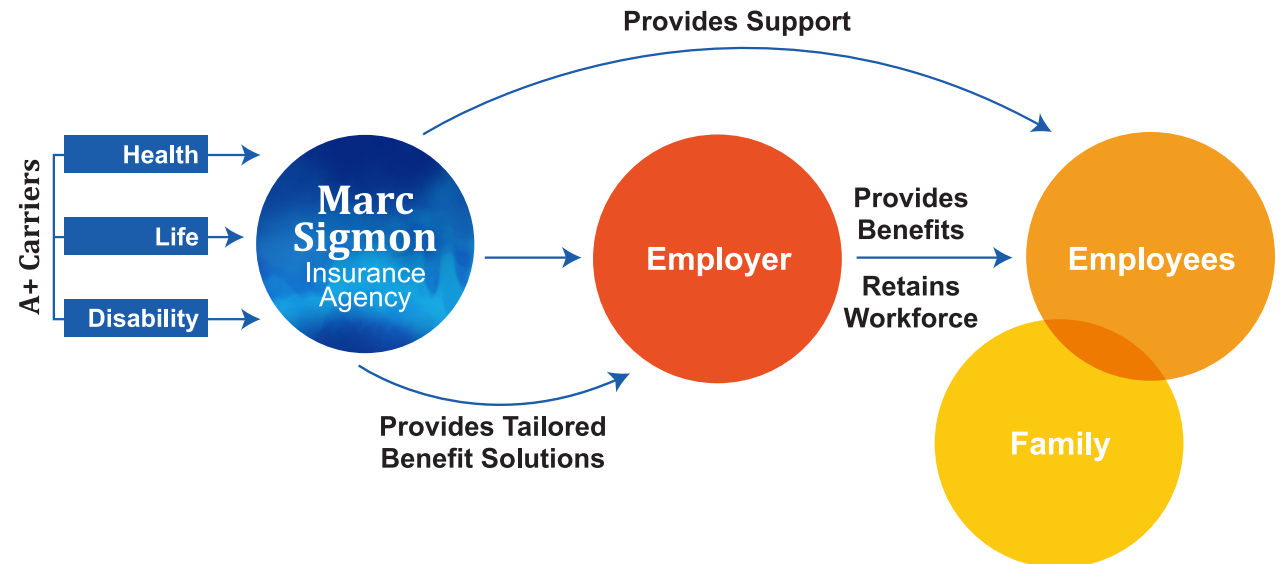 Provides Support
A+ Carriers
Health
Life
Disability
Marc
Sigmon
Insurance
Agency
Provides Tailored
Benefit Solutions
Employer
Provides
Benefits
Retains
Workforce
Employees
Family